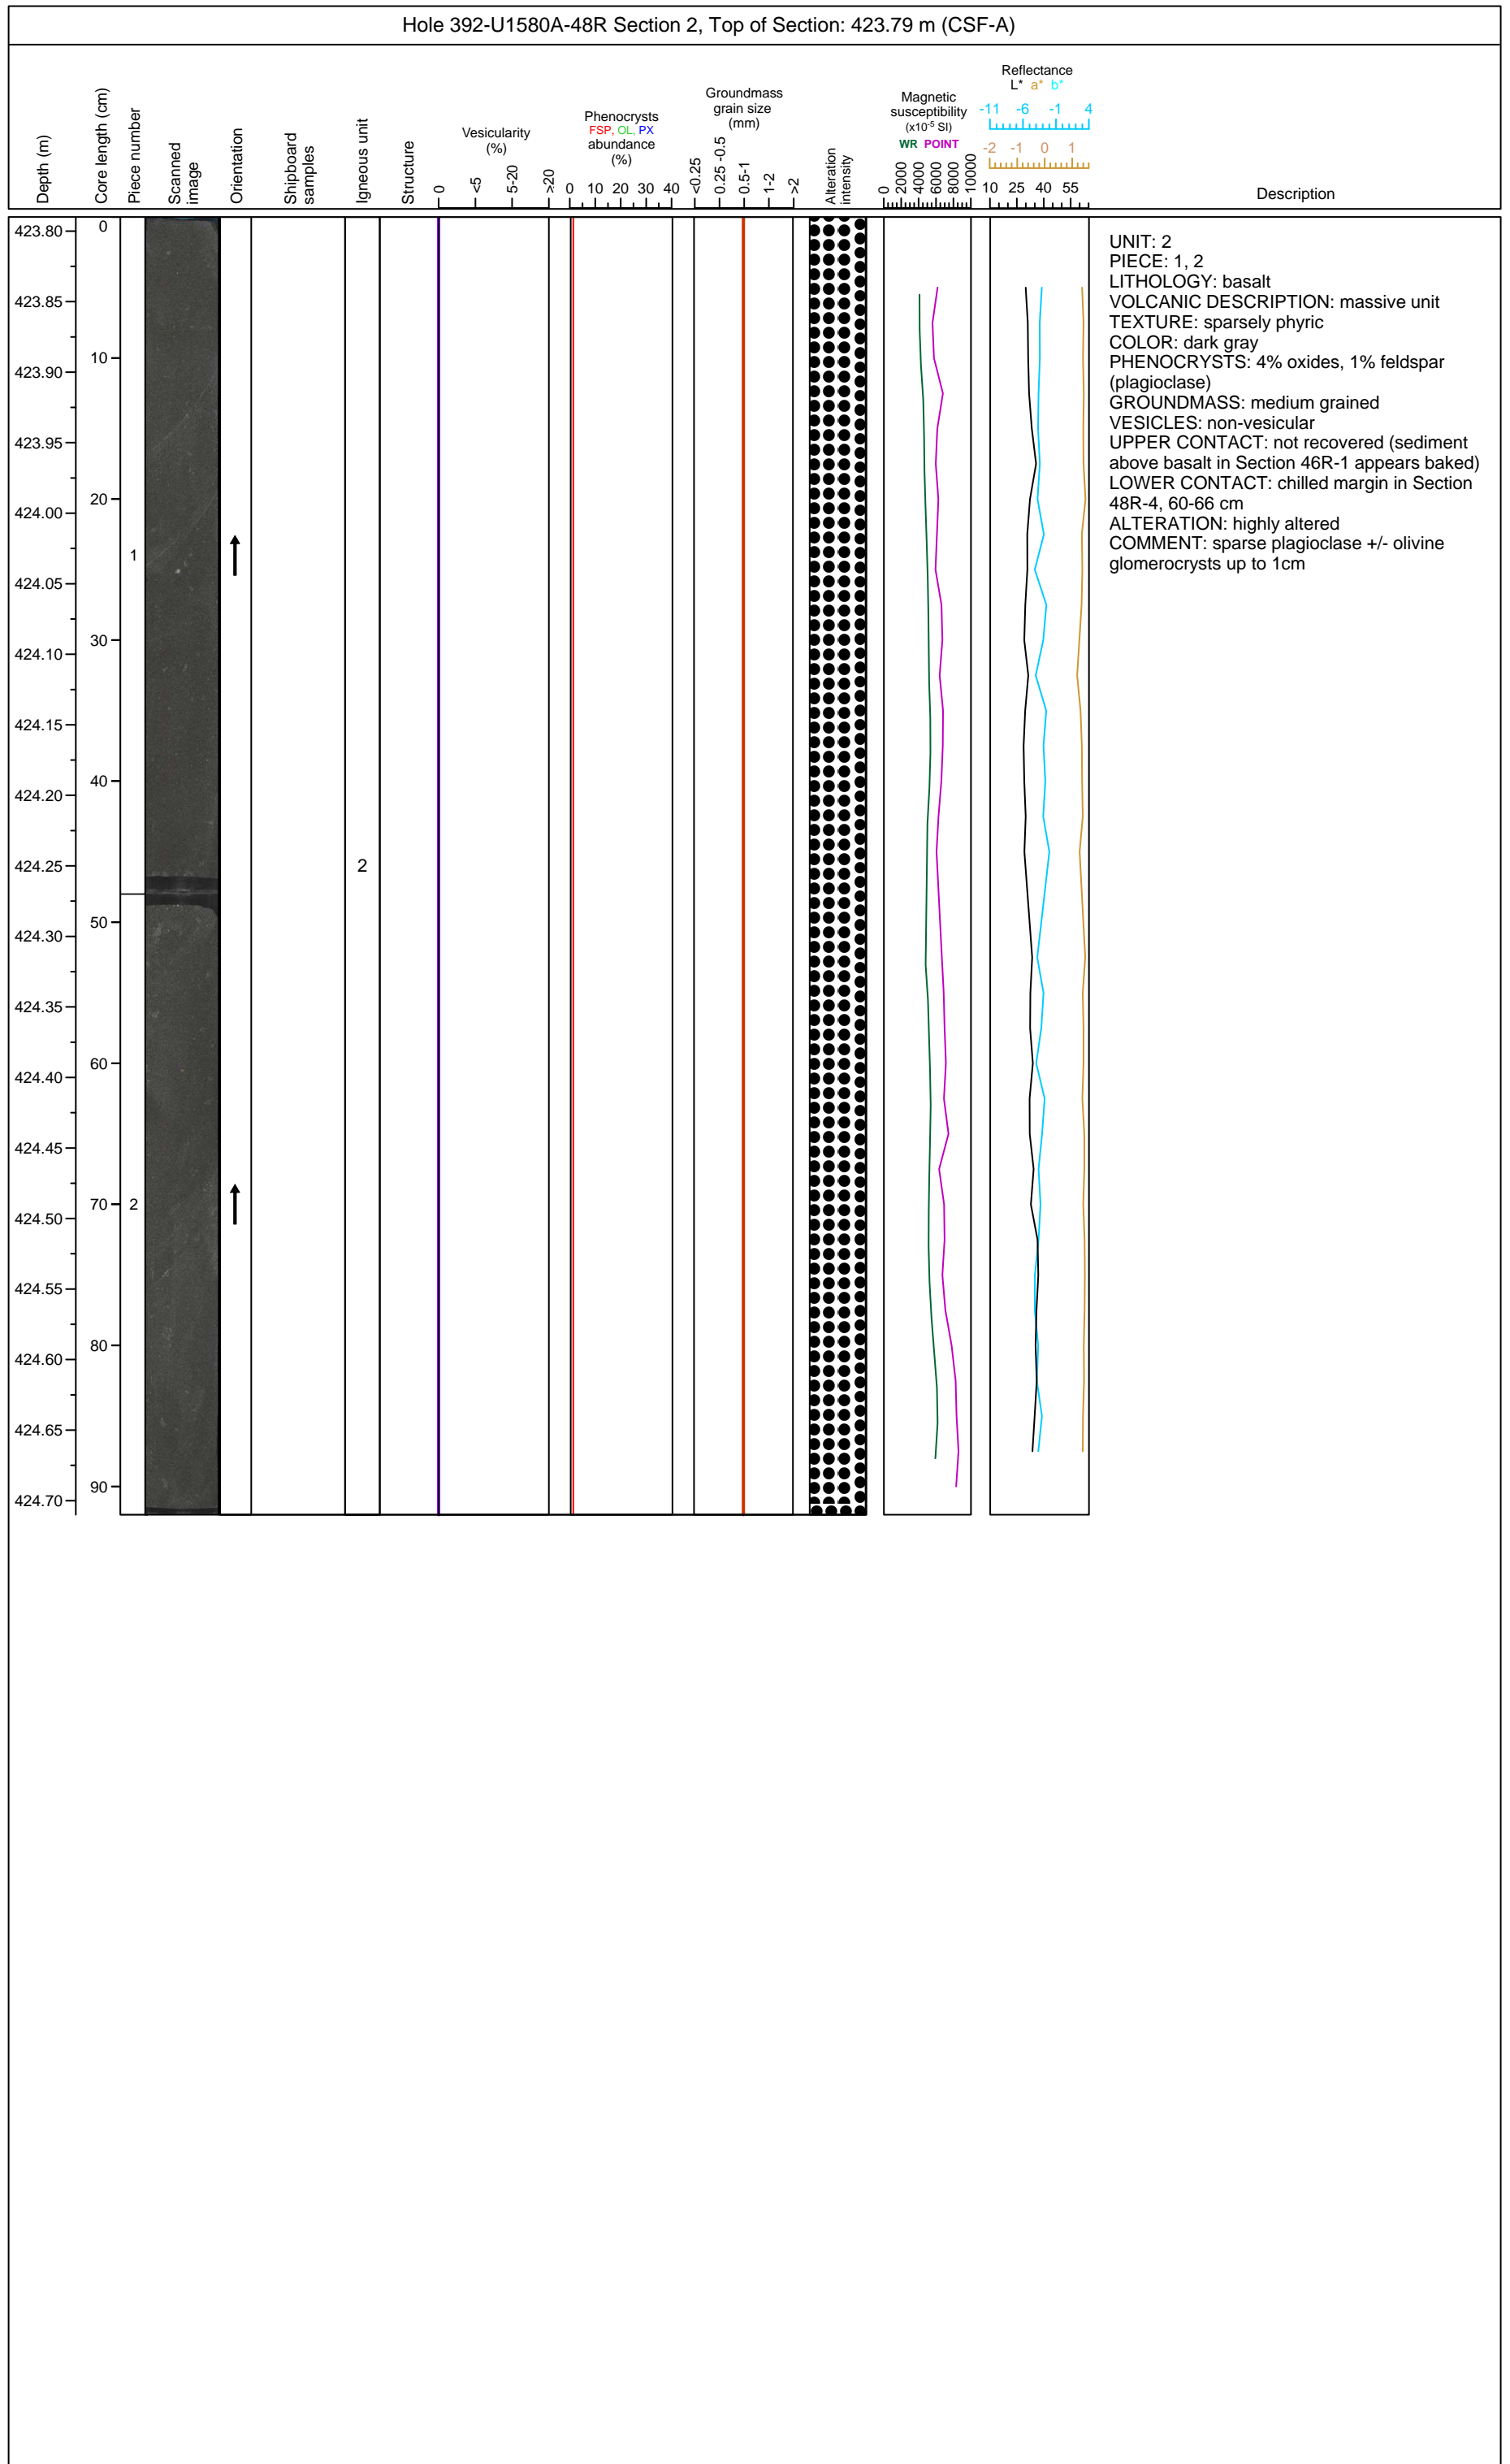 Hole 392-U1580A-48R Section 2, Top of Section: 423.79 m (CSF-A)
Depth (m)
Core length (cm)
Piece number
Scanned
image
Orientation
Shipboard
samples
Igneous unit
Structure
Vesicularity
(%)
0
<5
5-20
>20
Phenocrysts
FSP, OL, PX
abundance
(%)
0 10 20 30 40
Groundmass
grain size
(mm)
<0.25
0.25 -0.5
0.5-1
1-2
>2
Alteration
intensity
Magnetic
susceptibility
(x10-5 SI)
WR POINT
0
2000
4000
6000
8000
10000
Reflectance
L* a* b*
-11 -6 -1 4
-2 -1 0 1
10 25 40 55
Description
423.80
423.85
423.90
423.95
424.00
424.05
424.10
424.15
424.20
424.25
424.30
424.35
424.40
424.45
424.50
424.55
424.60
424.65
424.70
0
10
20
30
40
50
60
70
80
90
1
2
2
UNIT: 2
PIECE: 1, 2
LITHOLOGY: basalt
VOLCANIC DESCRIPTION: massive unit
TEXTURE: sparsely phyric
COLOR: dark gray
PHENOCRYSTS: 4% oxides, 1% feldspar
(plagioclase)
GROUNDMASS: medium grained
VESICLES: non-vesicular
UPPER CONTACT: not recovered (sediment
above basalt in Section 46R-1 appears baked)
LOWER CONTACT: chilled margin in Section
48R-4, 60-66 cm
ALTERATION: highly altered
COMMENT: sparse plagioclase +/- olivine
glomerocrysts up to 1cm